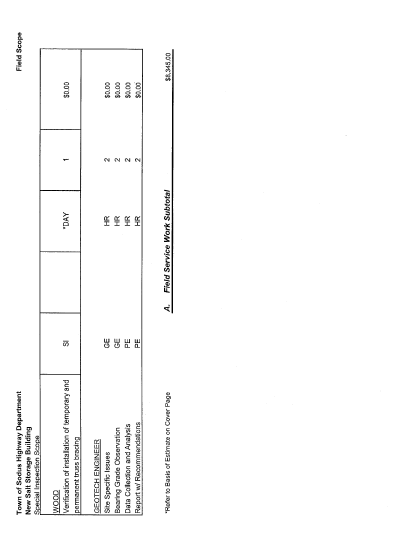 Town of Sodus Highway Department Field Scope
New Salt Storage Building
Special Inspection Scope
WOOD
Verification of installation of temporary and SI *DAY 1 $0.00
permanent truss bracing
GEOTECH ENGINEER
Site Specific Issues GE HR 2 $0.00
Bearing Grade Observation GE HR 2 $0.00
Data Collection and Analysis PE HR 2 $0.00
Report w/ Recommendations PE HR 2 $0.00
A. Field Service Work Subtotal $8,345.00
*Refer to Basis of Estimate on Cover Page